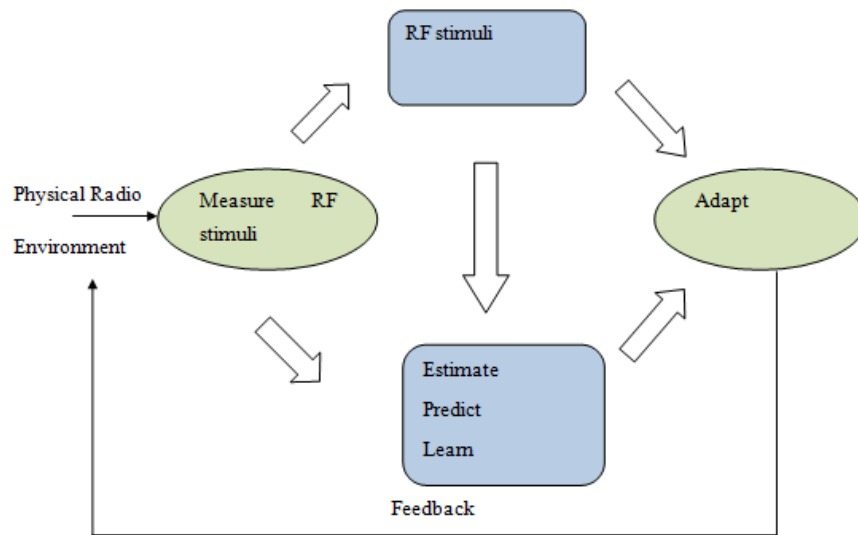 RF stimuli
Physical Radio
Environment
Measure RF
stimuli
Adapt
Estimate
Predict
Learn
Feedback